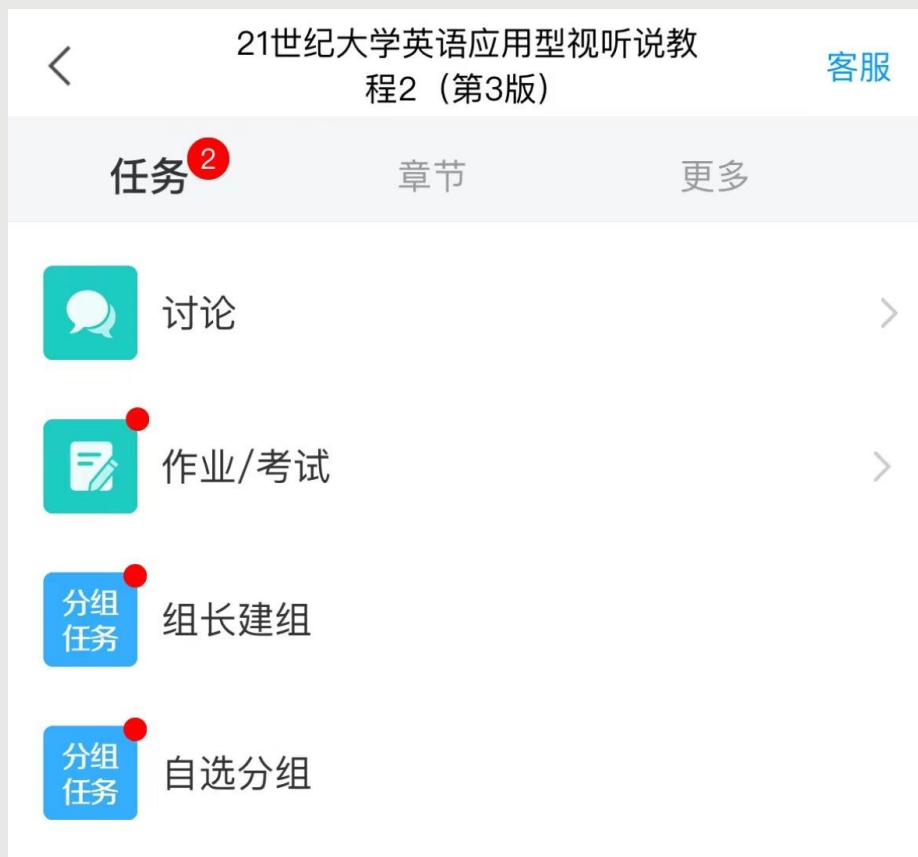 21世纪大学英语应用型视听说教
程2（第3版）
客服
任务
2
章节
更多
讨论
作业/考试
分组
任务
组长建组
分组
任务
自选分组